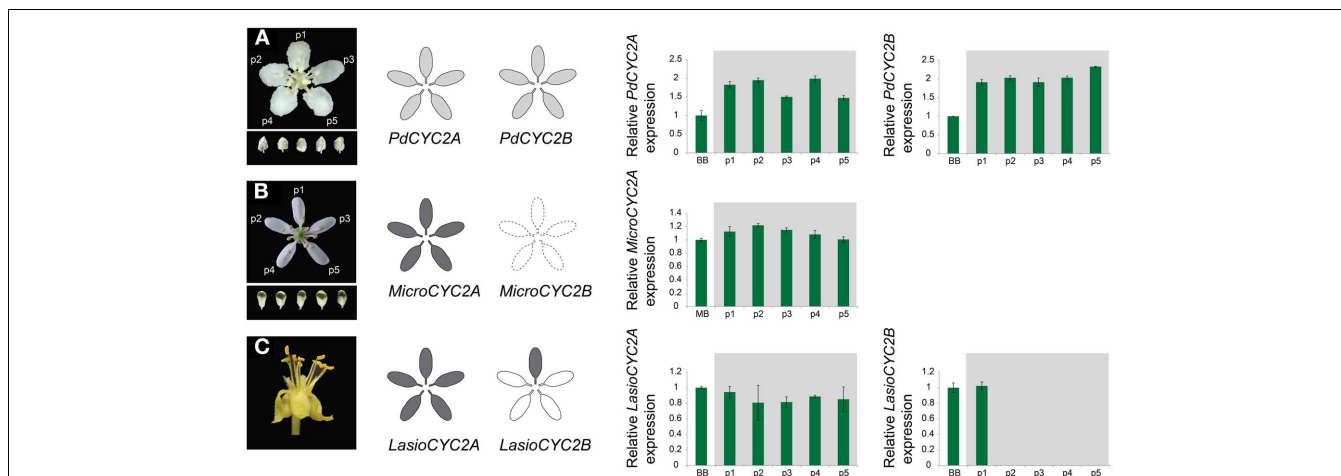 A
p1
p2
p3
p4
p5
PdCYC2A
PdCYC2B
Relative PdCYC2A
expression
2.5
2
1.5
1
0.5
0
BB p1 p2 p3 p4 p5
Relative PdCYC2B
expression
2.5
2
1.5
1
0.5
0
BB p1 p2 p3 p4 p5
B
p1
p2
p3
p4
p5
MicroCYC2A
MicroCYC2B
Relative MicroCYC2A
expression
1.4
1.2
1
0.8
0.6
0.4
0.2
0
MB p1 p2 p3 p4 p5
C
LasioCYC2A
LasioCYC2B
Relative LasioCYC2A
expression
1.2
1
0.8
0.6
0.4
0.2
0
BB p1 p2 p3 p4 p5
Relative LasioCYC2B
expression
1.2
1
0.8
0.6
0.4
0.2
0
BB p1 p2 p3 p4 p5